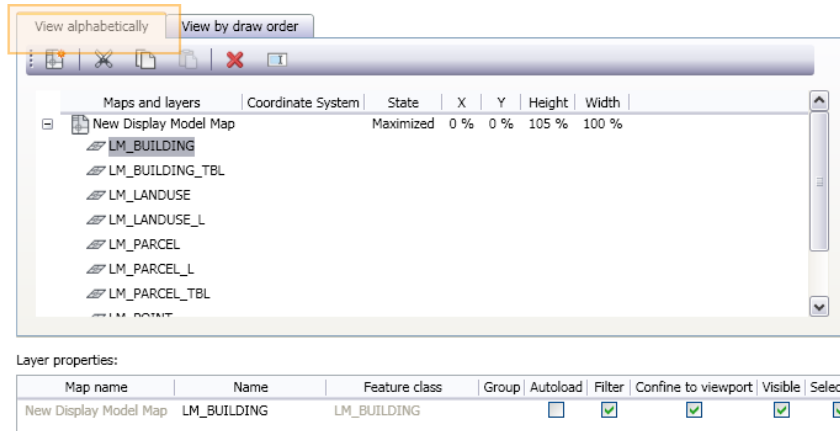 View alphabetically View by draw order
Maps and layers Coordinate System State X Y Height Width
New Display Model Map Maximized 0 % 0 % 105 % 100 %
LM_BUILDING
LM_BUILDING_TBL
LM_LANDUSE
LM_LANDUSE_L
LM_PARCEL
LM_PARCEL_L
LM_PARCEL_TBL
LM_POINT
Layer properties:
Map name Name Feature class Group Autoload Filter Confine to viewport Visible Selec
New Display Model Map LM_BUILDING LM_BUILDING